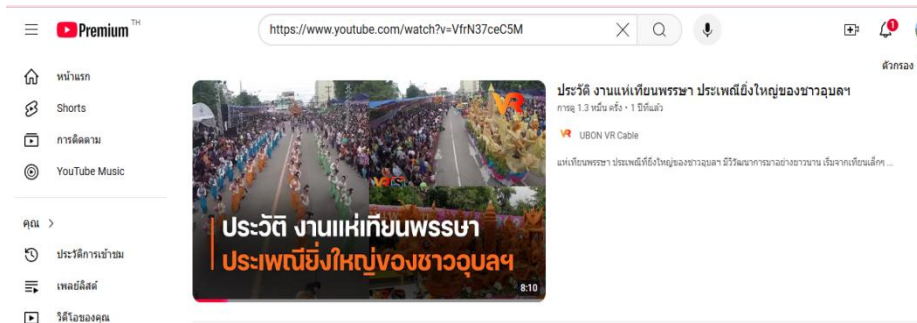 Premium TH
https://www.youtube.com/watch?v=VfrN37ceC5M
1
ตัวกรอง
หน้าแรก
Shorts
การติดตาม
YouTube Music
คุณ >
ประวัติการเข้าชม
เพลย์ลิสต์
วิดีโอของคุณ
VR
ประวัติ งานแห่เทียนพรรษา
ประเพณียิ่งใหญ่ของชาวอุบลฯ
8:10
ประวัติ งานแห่เทียนพรรษา ประเพณียิ่งใหญ่ของชาวอุบลฯ
การดู 1.3 หมื่น ครั้ง • 1 ปีที่แล้ว
VR UBON VR Cable
แห่เทียนพรรษา ประเพณีที่ยิ่งใหญ่ของชาวอุบลฯ มีวิวัฒนาการมาอย่างยาวนาน เริ่มจากเทียนเล็กๆ ...